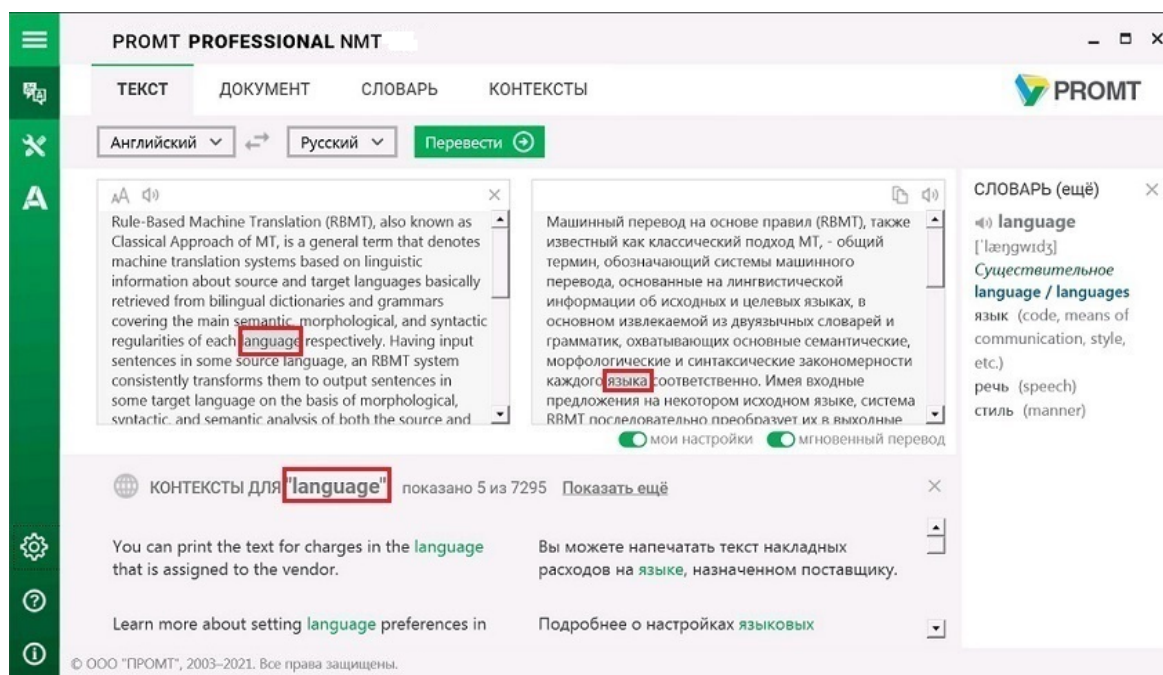 PROMT PROFESSIONAL NMT
ТЕКСТ ДОКУМЕНТ СЛОВАРЬ КОНТЕКСТЫ
PROMT
Английский Русский Перевести
Rule-Based Machine Translation (RBMT), also known as
Classical Approach of MT, is a general term that denotes
machine translation systems based on linguistic
information about source and target languages basically
retrieved from bilingual dictionaries and grammars
covering the main semantic, morphological, and syntactic
regularities of each language respectively. Having input
sentences in some source language, an RBMT system
consistently transforms them to output sentences in
some target language on the basis of morphological,
syntactic, and semantic analysis of both the source and
Машинный перевод на основе правил (RBMT), также
известный как классический подход МТ, - общий
термин, обозначающий системы машинного
перевода, основанные на лингвистической
информации об исходных и целевых языках, в
основном извлекаемой из двуязычных словарей и
грамматик, охватывающих основные семантические,
морфологические и синтаксические закономерности
каждого языка соответственно. Имея входные
предложения на некотором исходном языке, система
RBMT последовательно преобразует их в выходные
мои настройки мгновенный перевод
СЛОВАРЬ (ещё)
language
['læŋgwɪdʒ]
Существительное
language / languages
язык (code, means of
communication, style,
etc.)
речь (speech)
стиль (manner)
КОНТЕКСТЫ ДЛЯ "language" показано 5 из 7295 Показать ещё
You can print the text for charges in the language
that is assigned to the vendor.
Вы можете напечатать текст накладных
расходов на языке, назначенном поставщику.
Learn more about setting language preferences in
Подробнее о настройках языковых
© ООО "ПРОМТ", 2003–2021. Все права защищены.